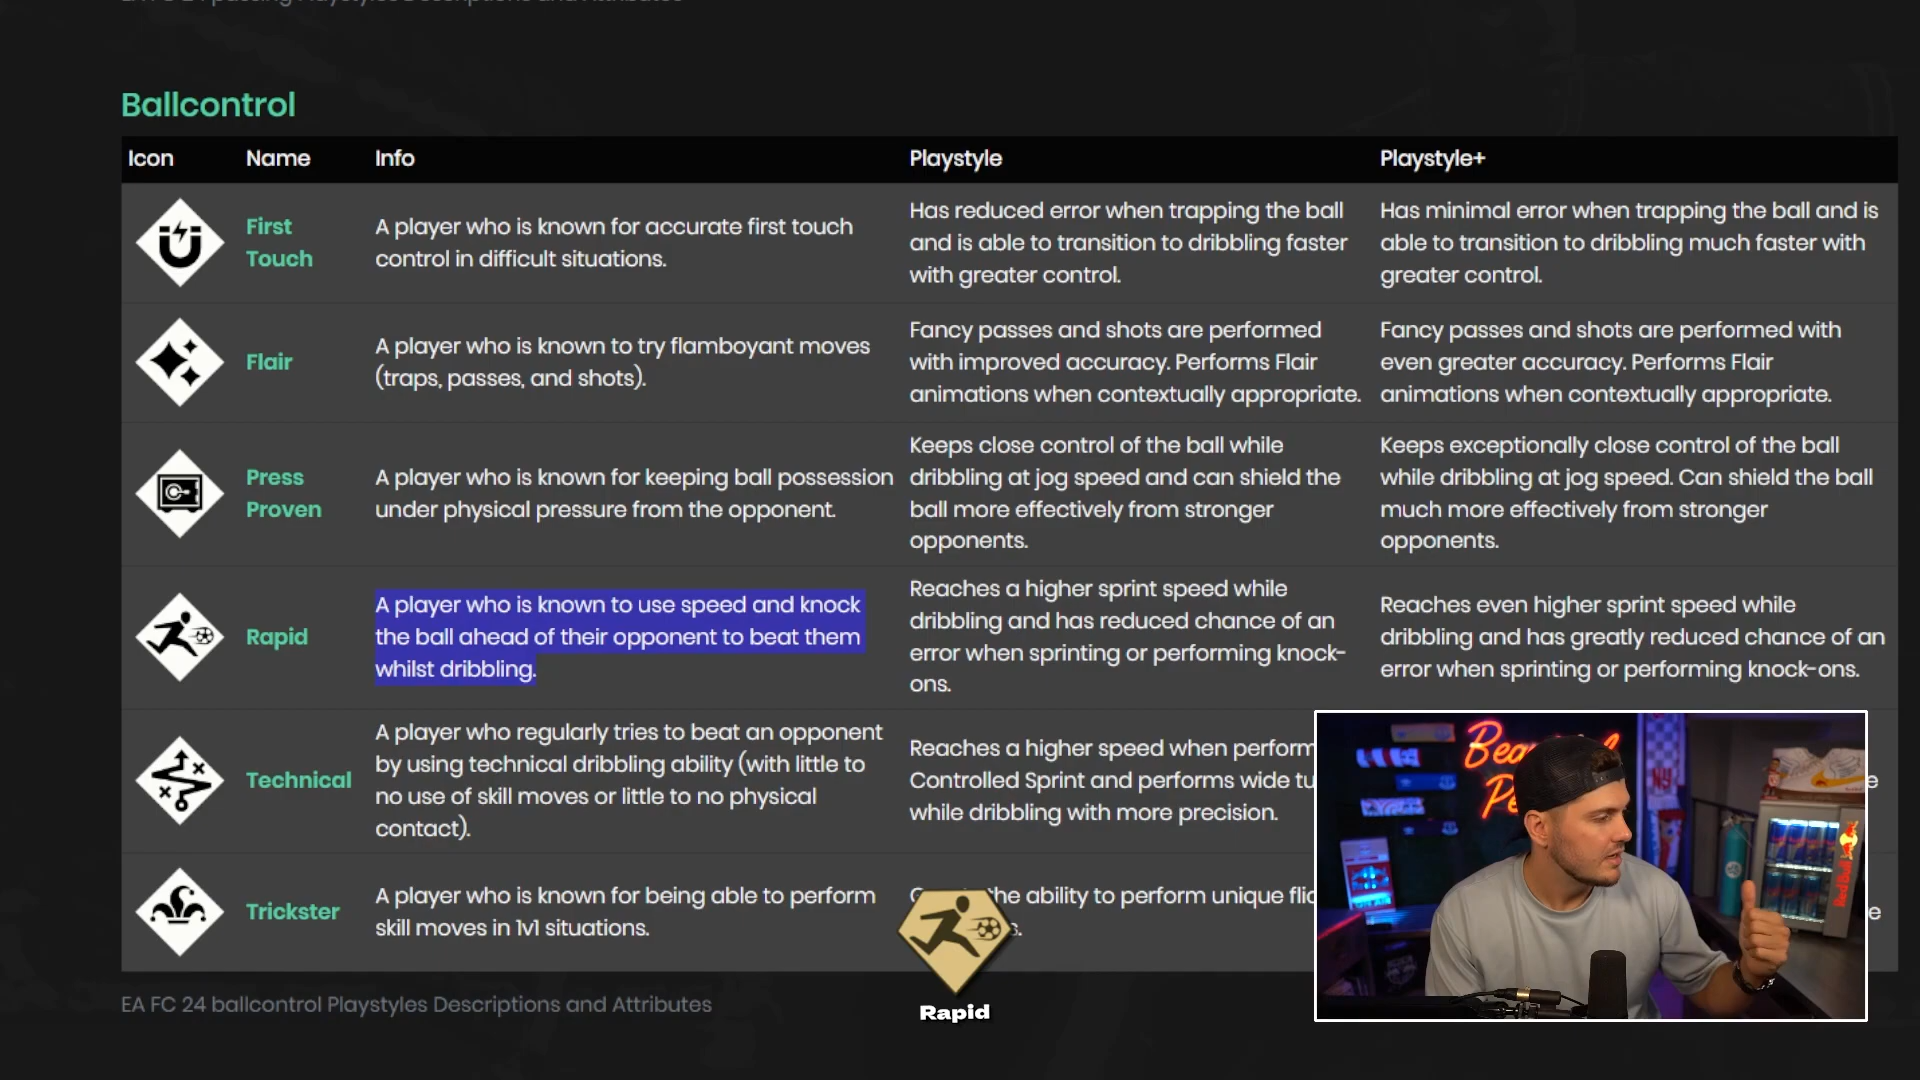 EA FC 24 passing Playstyles Descriptions and Attributes
Ballcontrol
Icon Name Info Playstyle Playstyle+
First
Touch
A player who is known for accurate first touch
control in difficult situations.
Has reduced error when trapping the ball
and is able to transition to dribbling faster
with greater control.
Has minimal error when trapping the ball and is
able to transition to dribbling much faster with
greater control.
Flair
A player who is known to try flamboyant moves
(traps, passes, and shots).
Fancy passes and shots are performed
with improved accuracy. Performs Flair
animations when contextually appropriate.
Fancy passes and shots are performed with
even greater accuracy. Performs Flair
animations when contextually appropriate.
Press
Proven
A player who is known for keeping ball possession
under physical pressure from the opponent.
Keeps close control of the ball while
dribbling at jog speed and can shield the
ball more effectively from stronger
opponents.
Keeps exceptionally close control of the ball
while dribbling at jog speed. Can shield the ball
much more effectively from stronger
opponents.
Rapid
A player who is known to use speed and knock
the ball ahead of their opponent to beat them
whilst dribbling.
Reaches a higher sprint speed while
dribbling and has reduced chance of an
error when sprinting or performing knock-
ons.
Reaches even higher sprint speed while
dribbling and has greatly reduced chance of an
error when sprinting or performing knock-ons.
Technical
A player who regularly tries to beat an opponent
by using technical dribbling ability (with little to
no use of skill moves or little to no physical
contact).
Reaches a higher speed when perform
Controlled Sprint and performs wide tu
while dribbling with more precision.
Trickster
A player who is known for being able to perform
skill moves in 1v1 situations.
the ability to perform unique flic
Rapid
EA FC 24 ballcontrol Playstyles Descriptions and Attributes
Red Bull